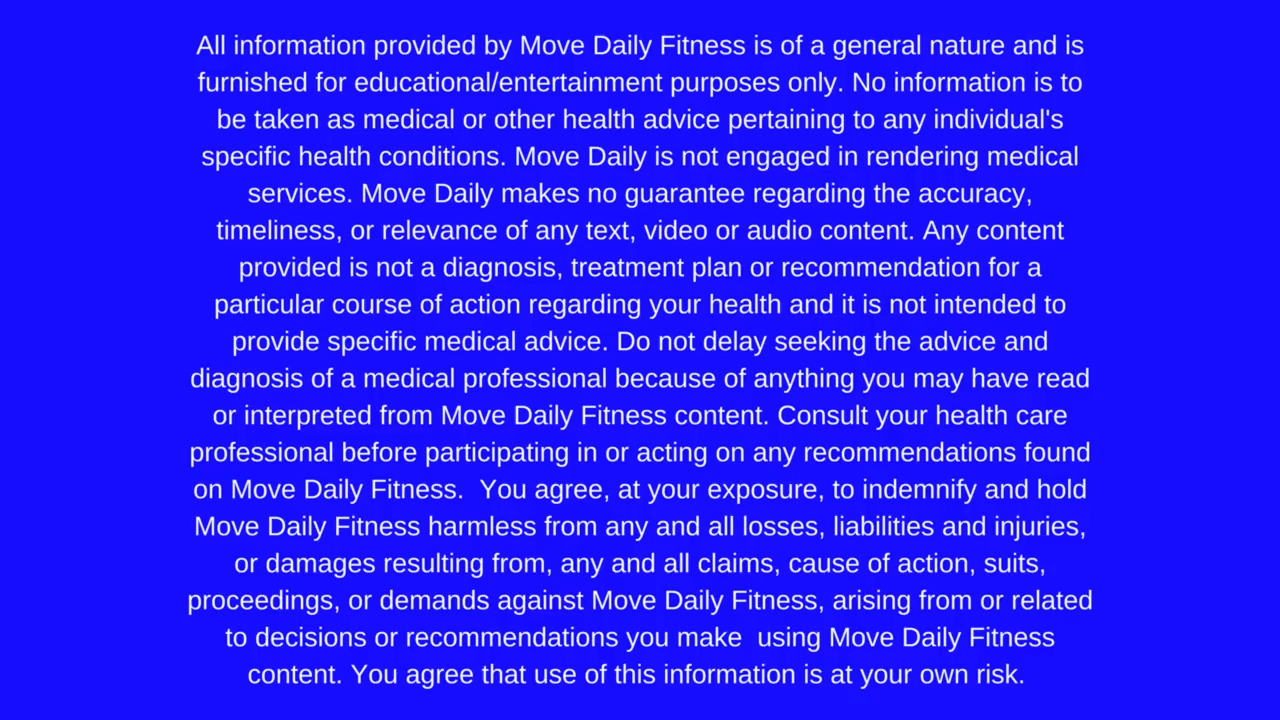 All information provided by Move Daily Fitness is of a general nature and is
furnished for educational/entertainment purposes only. No information is to
be taken as medical or other health advice pertaining to any individual's
specific health conditions. Move Daily is not engaged in rendering medical
services. Move Daily makes no guarantee regarding the accuracy,
timeliness, or relevance of any text, video or audio content. Any content
provided is not a diagnosis, treatment plan or recommendation for a
particular course of action regarding your health and it is not intended to
provide specific medical advice. Do not delay seeking the advice and
diagnosis of a medical professional because of anything you may have read
or interpreted from Move Daily Fitness content. Consult your health care
professional before participating in or acting on any recommendations found
on Move Daily Fitness.  You agree, at your exposure, to indemnify and hold
Move Daily Fitness harmless from any and all losses, liabilities and injuries,
or damages resulting from, any and all claims, cause of action, suits,
proceedings, or demands against Move Daily Fitness, arising from or related
to decisions or recommendations you make  using Move Daily Fitness
content. You agree that use of this information is at your own risk.